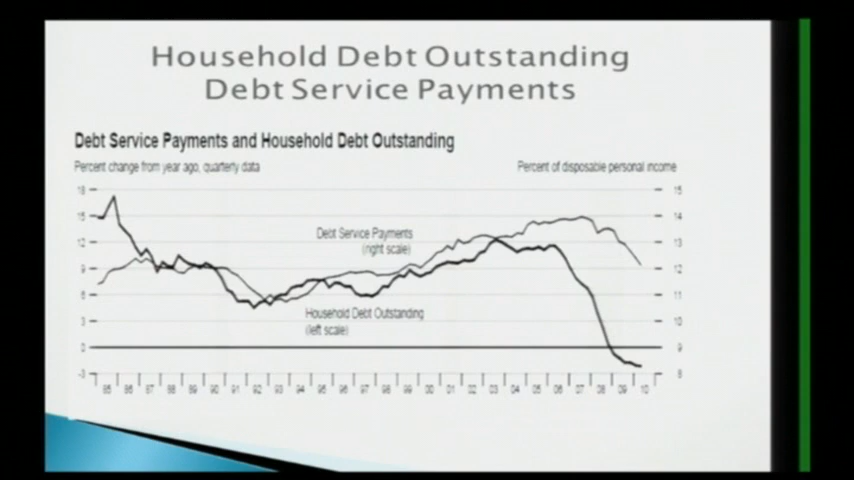 Household Debt Outstanding
Debt Service Payments
Debt Service Payments and Household Debt Outstanding
Percent change from year ago, quarterly data
Percent of disposable personal income
18
15
15
14
12
13
9
12
6
11
3
10
0
9
-3
8
Debt Service Payments
(right scale)
Household Debt Outstanding
(left scale)
85 86 87 88 89 90 91 92 93 94 95 96 97 98 99 00 01 02 03 04 05 06 07 08 09 10